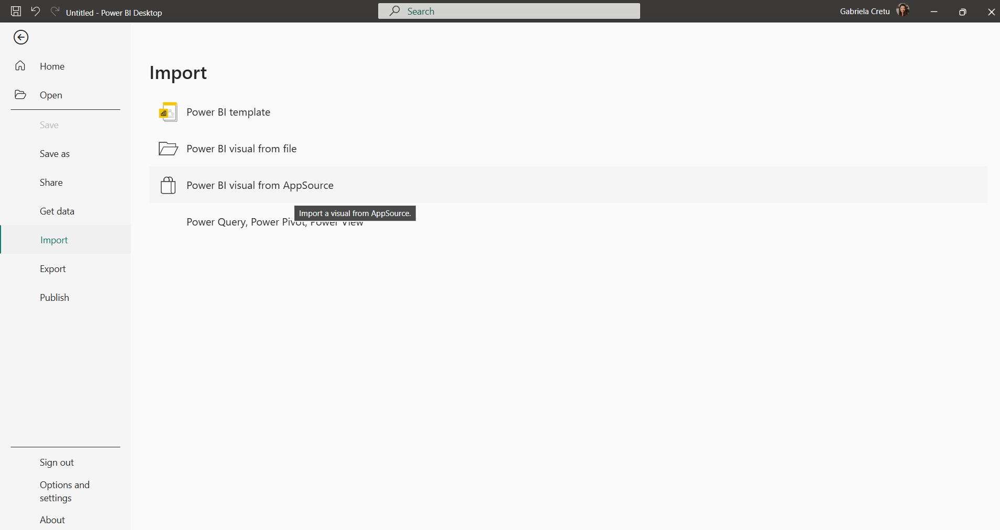 Untitled - Power BI Desktop
Search
Gabriela Cretu
Home
Open
Save
Save as
Share
Get data
Import
Export
Publish
Sign out
Options and
settings
About
Import
Power BI template
Power BI visual from file
Power BI visual from AppSource
Import a visual from AppSource.
Power Query, Power Pivot, Power View